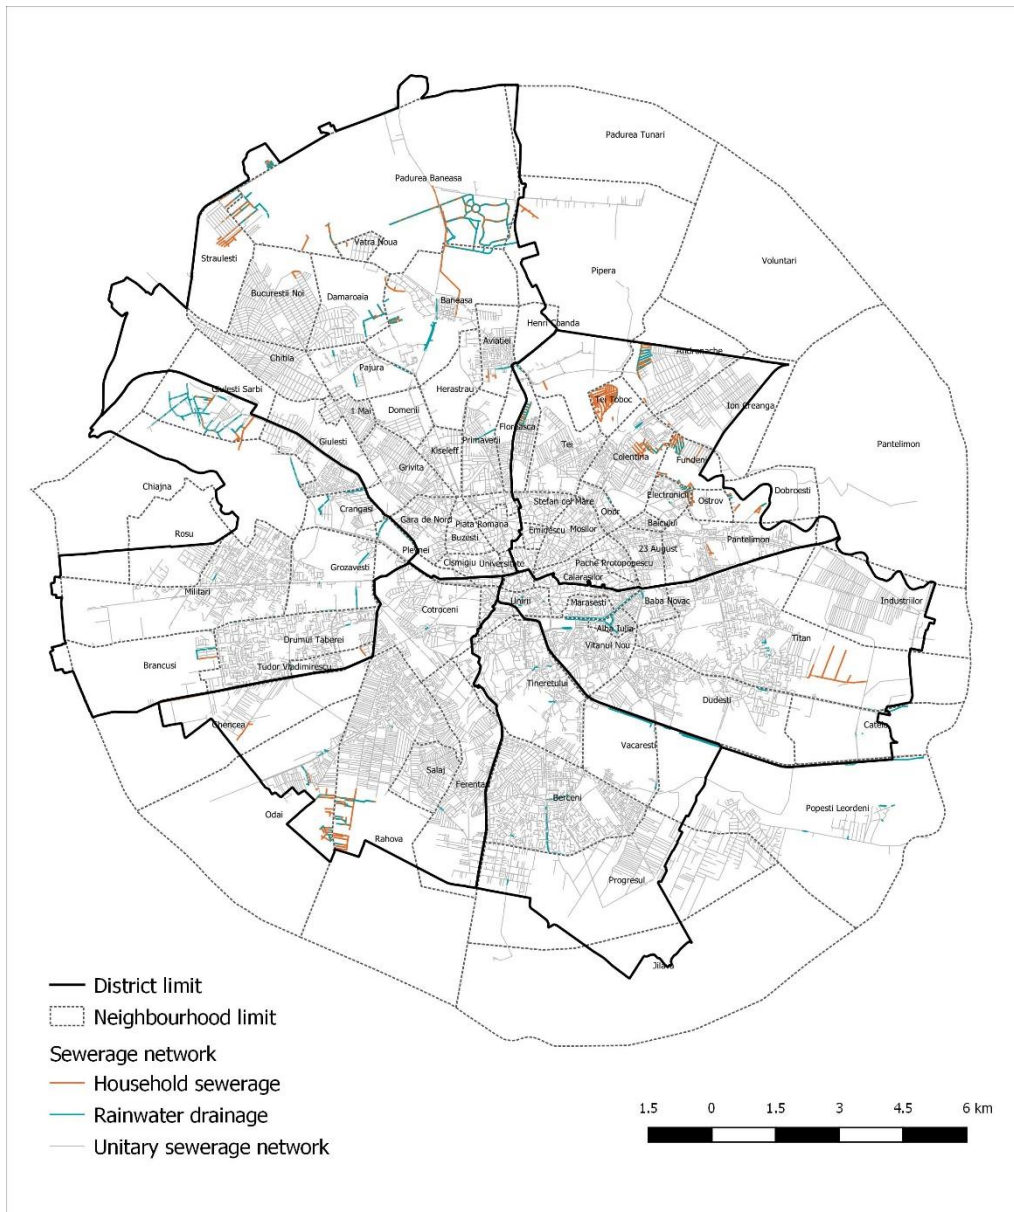 Padurea Tunari
Padurea Baneasa
Vatra Noua
Straulesti
Voluntari
Pipera
Bucurestii Noi
Damaroaia
Baneasa
Henri Coanda
Aviatiei
Andronache
Chitila
Pajura
Giulesti Sarbi
Herastrau
Tei Toboc
Ion Creanga
1 Mai
Domenii
Floreasca
Primaverii
Giulesti
Kiseleff
Tei
Colentina
Fundeni
Pantelimon
Grivita
Chiajna
Electronicii
Ostrov
Dobroesti
Stefan cel Mare
Obor
Crangasi
Gara de Nord
Piata Romana
Emidescu
Mosilor
Baicului
Rosu
Buzesti
Pantelimon
Plevnei
23 August
Grozavesti
Cismigiu
Universitate
Pache Protopopescu
Calarasilor
Militari
Cotroceni
Unirii
Marasesti
Baba Novac
Industriilor
Alba Iulia
Drumul Taberei
Titan
Vitanul Nou
Brancusi
Tudor Vladimirescu
Tineretului
Dudesti
Ghencea
Catelu
Vacaresti
Salaj
Ferentari
Berceni
Popesti Leordeni
Odai
Rahova
Progresul
Jilava
District limit
Neighbourhood limit
Sewerage network
Household sewerage
Rainwater drainage
Unitary sewerage network
1.5 0 1.5 3 4.5 6 km